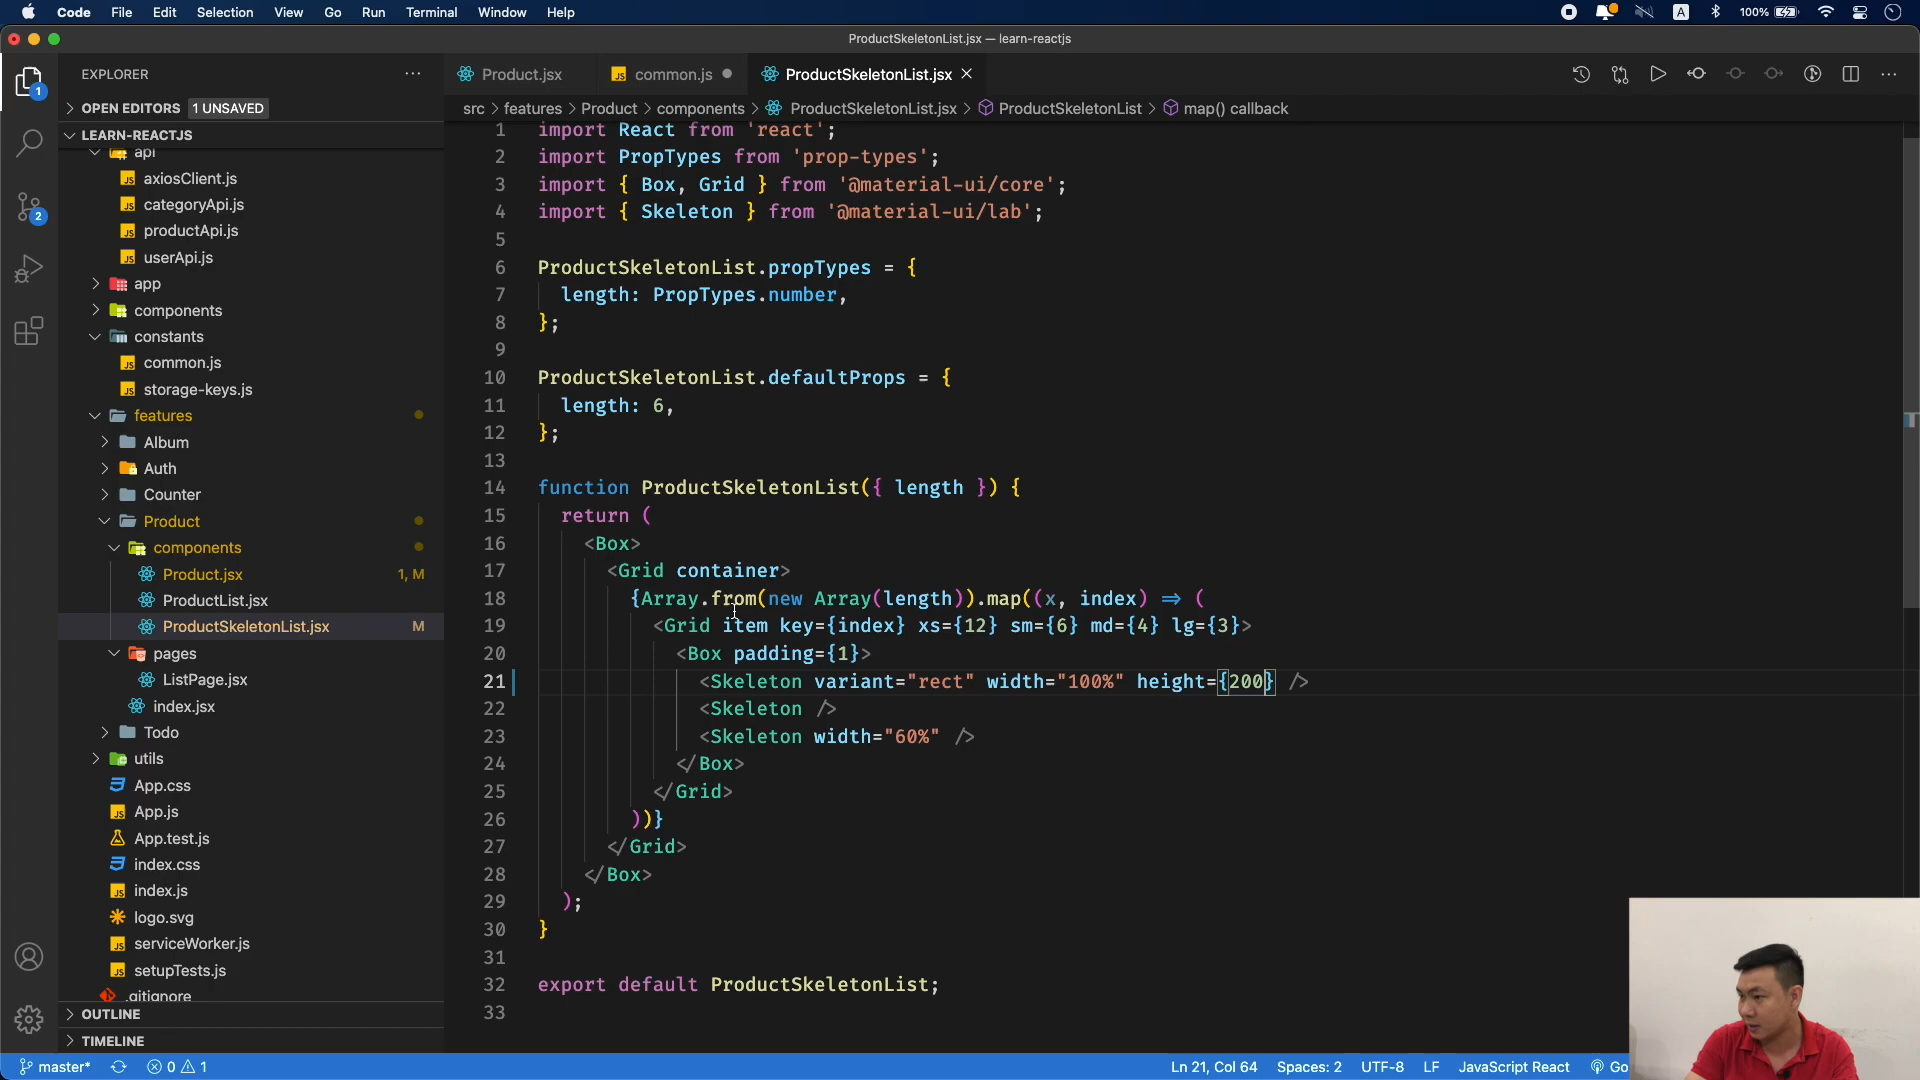 Code File Edit Selection View Go Run Terminal Window Help
A 100%
ProductSkeletonList.jsx — learn-reactjs
EXPLORER
OPEN EDITORS 1 UNSAVED
LEARN-REACTJS
api
axiosClient.js
categoryApi.js
productApi.js
userApi.js
app
components
constants
common.js
storage-keys.js
features
Album
Auth
Counter
Product
components
Product.jsx 1, M
ProductList.jsx
ProductSkeletonList.jsx M
pages
ListPage.jsx
index.jsx
Todo
utils
App.css
App.js
App.test.js
index.css
index.js
logo.svg
serviceWorker.js
setupTests.js
.gitignore
OUTLINE
TIMELINE
1
2
Product.jsx common.js ProductSkeletonList.jsx
src > features > Product > components > ProductSkeletonList.jsx > ProductSkeletonList > map() callback
1 import React from 'react';
2 import PropTypes from 'prop-types';
3 import { Box, Grid } from '@material-ui/core';
4 import { Skeleton } from '@material-ui/lab';
5
6 ProductSkeletonList.propTypes = {
7 length: PropTypes.number,
8 };
9
10 ProductSkeletonList.defaultProps = {
11 length: 6,
12 };
13
14 function ProductSkeletonList({ length }) {
15 return (
16 <Box>
17 <Grid container>
18 {Array.from(new Array(length)).map((x, index) => (
19 <Grid item key={index} xs={12} sm={6} md={4} lg={3}>
20 <Box padding={1}>
21 <Skeleton variant="rect" width="100%" height={200} />
22 <Skeleton />
23 <Skeleton width="60%" />
24 </Box>
25 </Grid>
26 ))}
27 </Grid>
28 </Box>
29 );
30 }
31
32 export default ProductSkeletonList;
33
master* 0 1 Ln 21, Col 64 Spaces: 2 UTF-8 LF JavaScript React Go